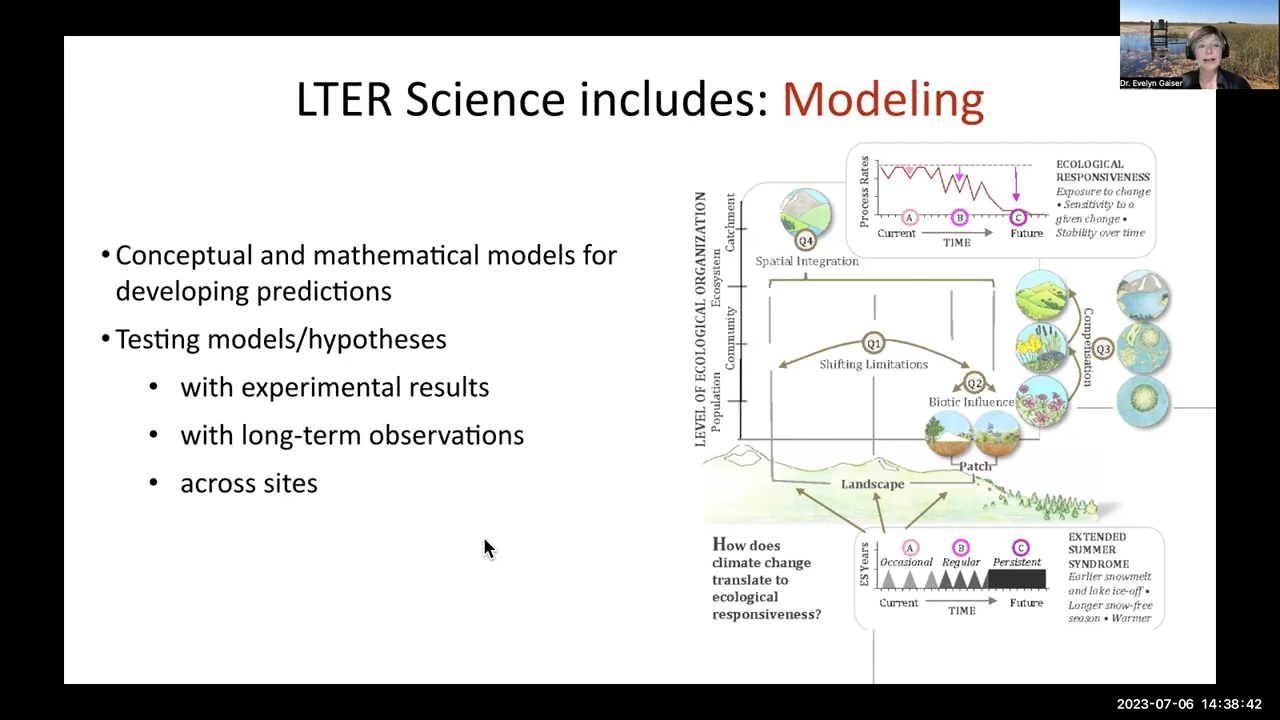 Dr. Evelyn Gaiser
LTER Science includes: Modeling
• Conceptual and mathematical models for
developing predictions
• Testing models/hypotheses
• with experimental results
• with long-term observations
• across sites
LEVEL OF ECOLOGICAL ORGANIZATION
Catchment
Ecosystem
Community
Population
Q4
Spatial Integration
Process Rates
A
B
C
Current
Future
TIME
ECOLOGICAL
RESPONSIVENESS
Exposure to change
• Sensitivity to a
given change •
Stability over time
Q1
Shifting Limitations
Q2
Biotic Influence
Compensation
Q3
Patch
Landscape
How does
climate change
translate to
ecological
responsiveness?
ES Years
A
B
C
Occasional Regular Persistent
Current
Future
TIME
EXTENDED
SUMMER
SYNDROME
Earlier snowmelt
and lake ice-off •
Longer snow-free
season • Warmer
2023-07-06 14:38:42